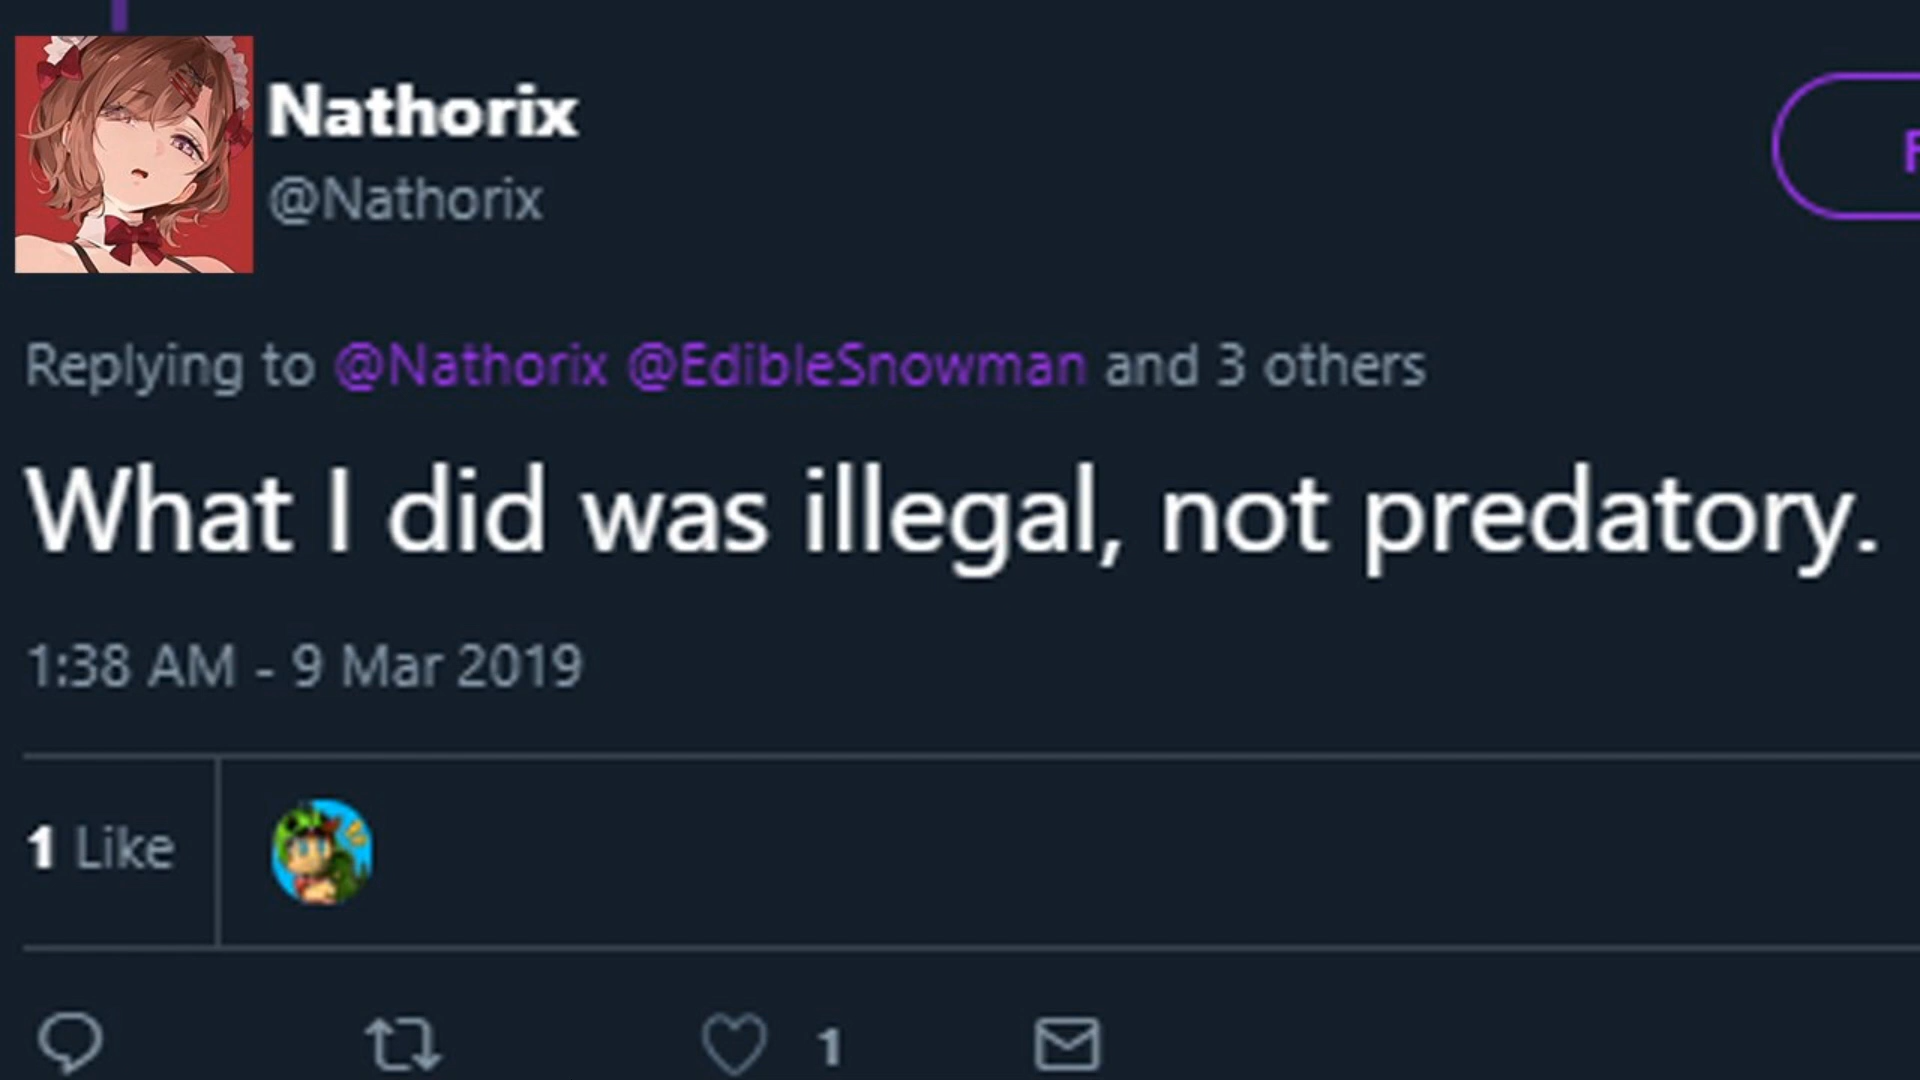 Nathorix
@Nathorix
Replying to @Nathorix @EdibleSnowman and 3 others
What I did was illegal, not predatory.
1:38 AM - 9 Mar 2019
1 Like
1